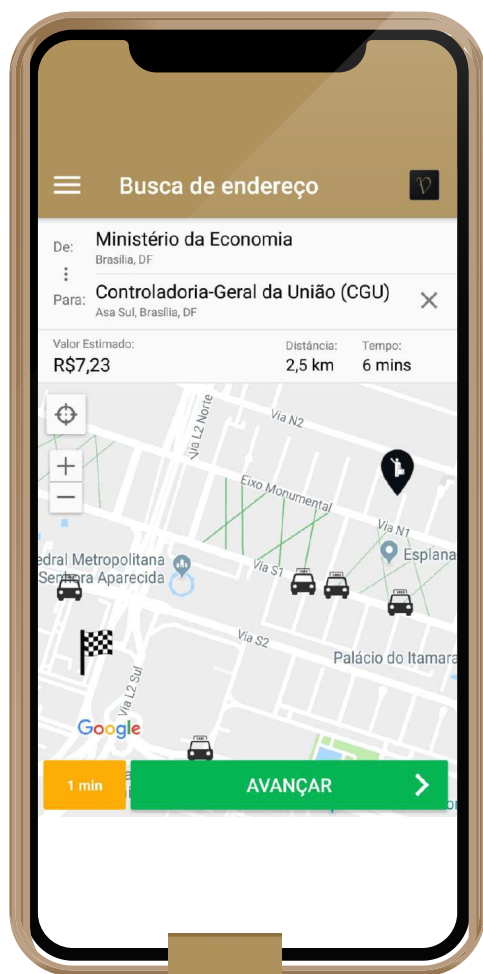 Busca de endereço
V
De:
Ministério da Economia
Brasília, DF
Para:
Controladoria-Geral da União (CGU)
Asa Sul, Brasília, DF
Valor Estimado:
Distância:
Tempo:
R$7,23
2,5 km
6 mins
Via L2 Norte
Via N2
Eixo Monumental
Via N1
Esplana
edral Metropolitana
Senhora Aparecida
Via S1
Via S2
Palácio do Itamara
Via L2 Sul
Google
1 min
AVANÇAR